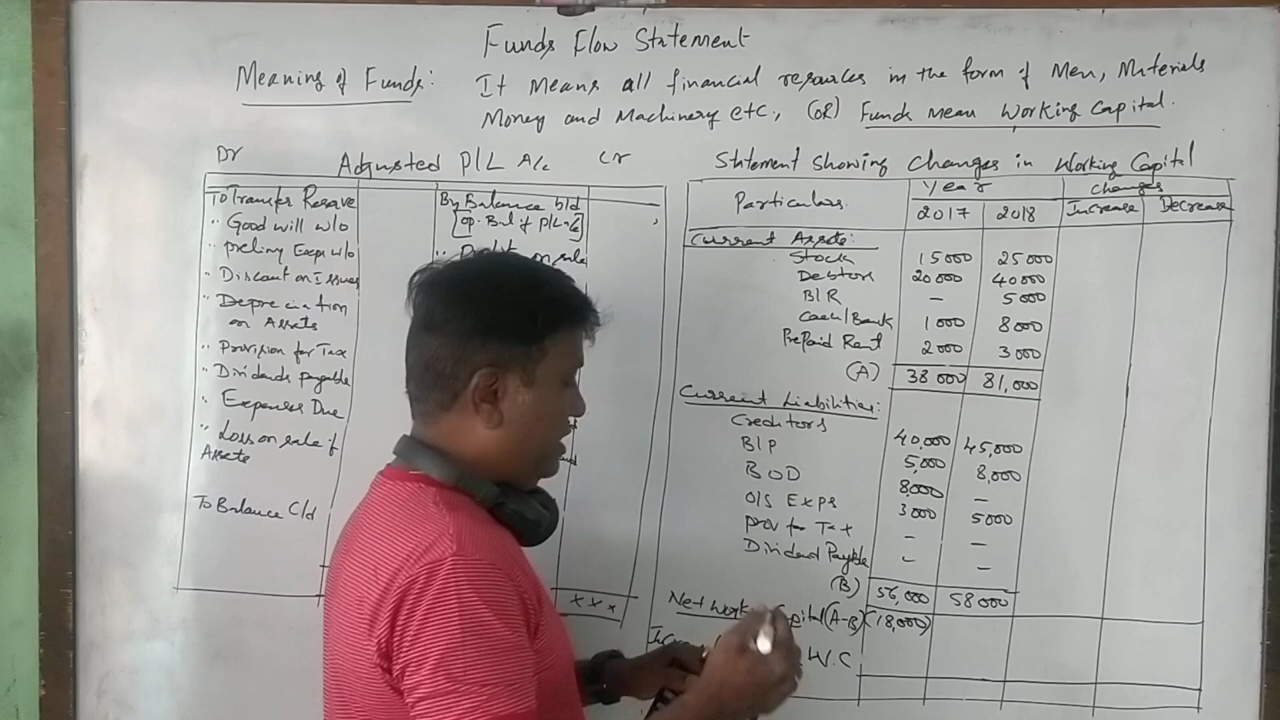 Funds Flow Statement
Meaning of Funds: It means all financial resources in the form of Men, Materials
Money and Machinery etc., (OR) Funds mean Working Capital.
Dr Adjusted P/L A/c Cr
To Transfer Reserve
" Good will w/o
" prelimy Exeps w/o
" Discount on Issues
" Depreciation
on Assets
" Provision for Tax
" Dividends payable
" Expenses Due
" Loss on sale of
Assets
To Balance C/d
By Balance b/d
[op. Bal of P/L a/c]
on sale
x x x
Statement showing changes in Working Capital
Particulars Year Changes
2017 2018 Increase Decrease
Current Assets:
Stock 15000 25000
Debtors 20000 40000
B/R - 5000
Cash/Bank 1000 8000
PrePaid Rent 2000 3000
(A) 38000 81,000
Current Liabilities:
Creditors 40,000 45,000
B/P 5,000 8,000
BOD 8,000 -
O/S Exps 3000 5000
Prov for Tax - -
Dividend Payable - -
(B) 56,000 58000
Net Work Capital (A-B) (18,000)
W.C